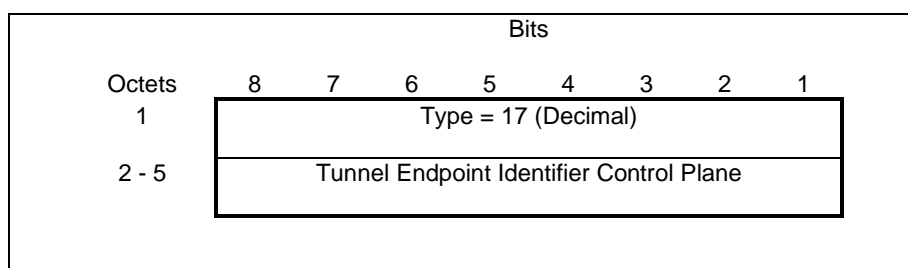 Bits
Octets 8 7 6 5 4 3 2 1
1 Type = 17 (Decimal)
2 - 5 Tunnel Endpoint Identifier Control Plane